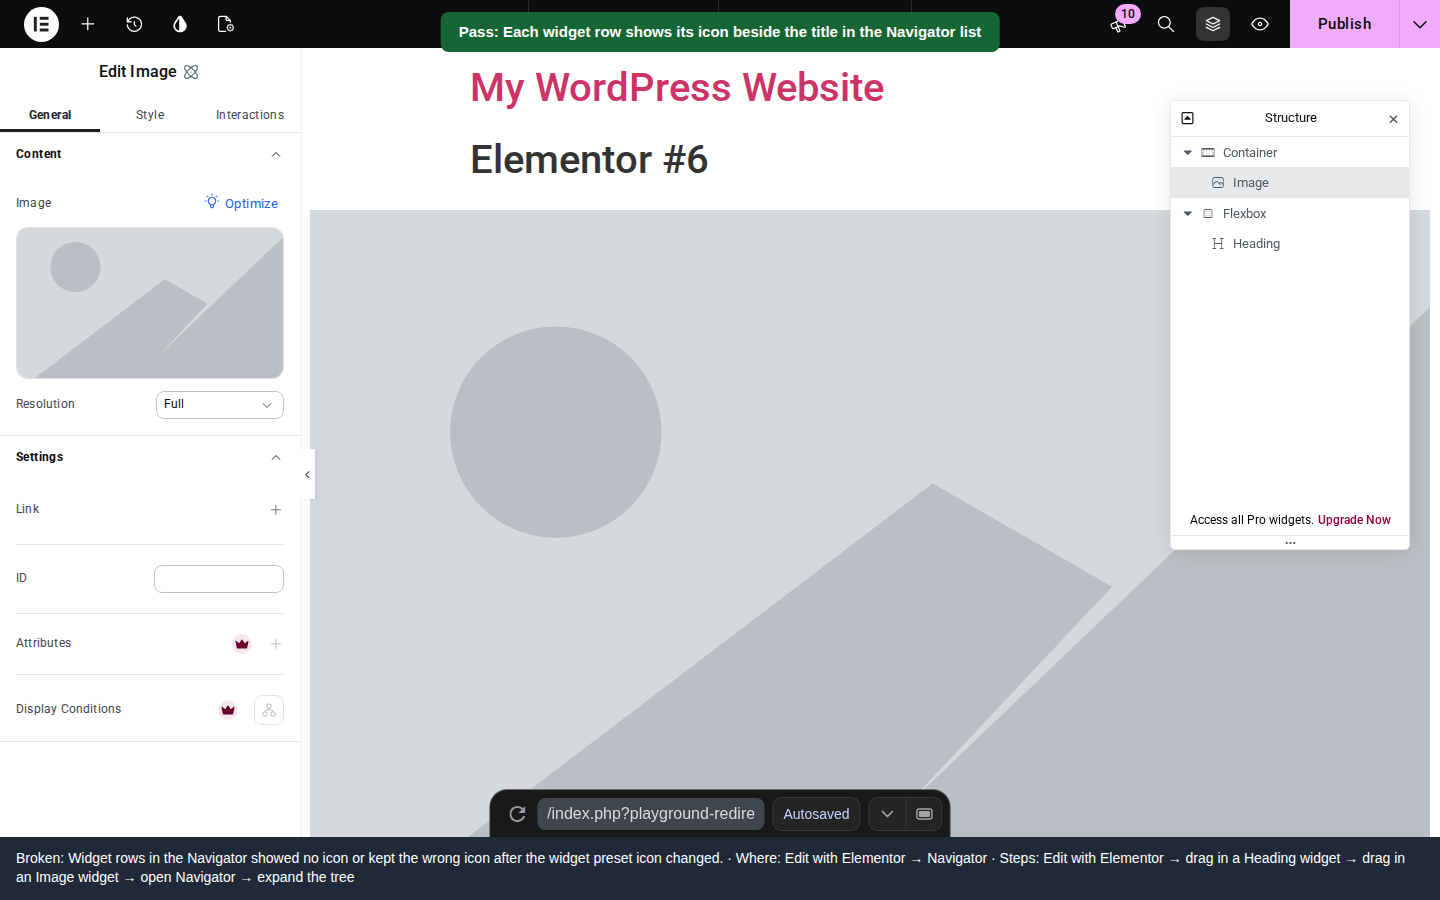 Pass: Each widget row shows its icon beside the title in the Navigator list
10
Publish
Edit Image
General Style Interactions
Content
Image Optimize
Resolution Full
Settings
Link
ID
Attributes
Display Conditions
My WordPress Website
Elementor #6
Structure
Container
Image
Flexbox
Heading
Access all Pro widgets. Upgrade Now
/index.php?playground-redire Autosaved
Broken: Widget rows in the Navigator showed no icon or kept the wrong icon after the widget preset icon changed. · Where: Edit with Elementor → Navigator · Steps: Edit with Elementor → drag in a Heading widget → drag in
an Image widget → open Navigator → expand the tree